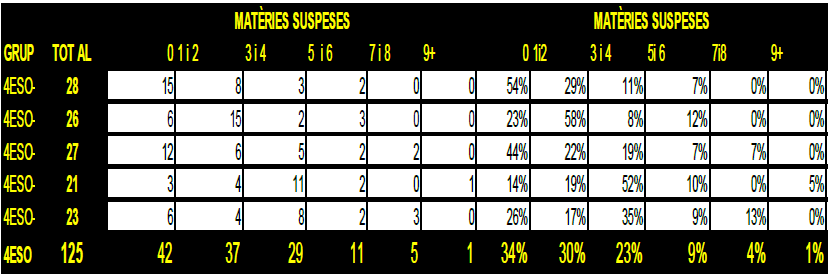 MATÈRIES SUSPESES MATÈRIES SUSPESES
GRUP TOT AL 0 1 i 2 3 i 4 5 i 6 7 i 8 9+ 0 1i2 3 i 4 5i 6 7i8 9+
4ESO- 28 15 8 3 2 0 0 54% 29% 11% 7% 0% 0%
4ESO- 26 6 15 2 3 0 0 23% 58% 8% 12% 0% 0%
4ESO- 27 12 6 5 2 2 0 44% 22% 19% 7% 7% 0%
4ESO- 21 3 4 11 2 0 1 14% 19% 52% 10% 0% 5%
4ESO- 23 6 4 8 2 3 0 26% 17% 35% 9% 13% 0%
4ESO 125 42 37 29 11 5 1 34% 30% 23% 9% 4% 1%